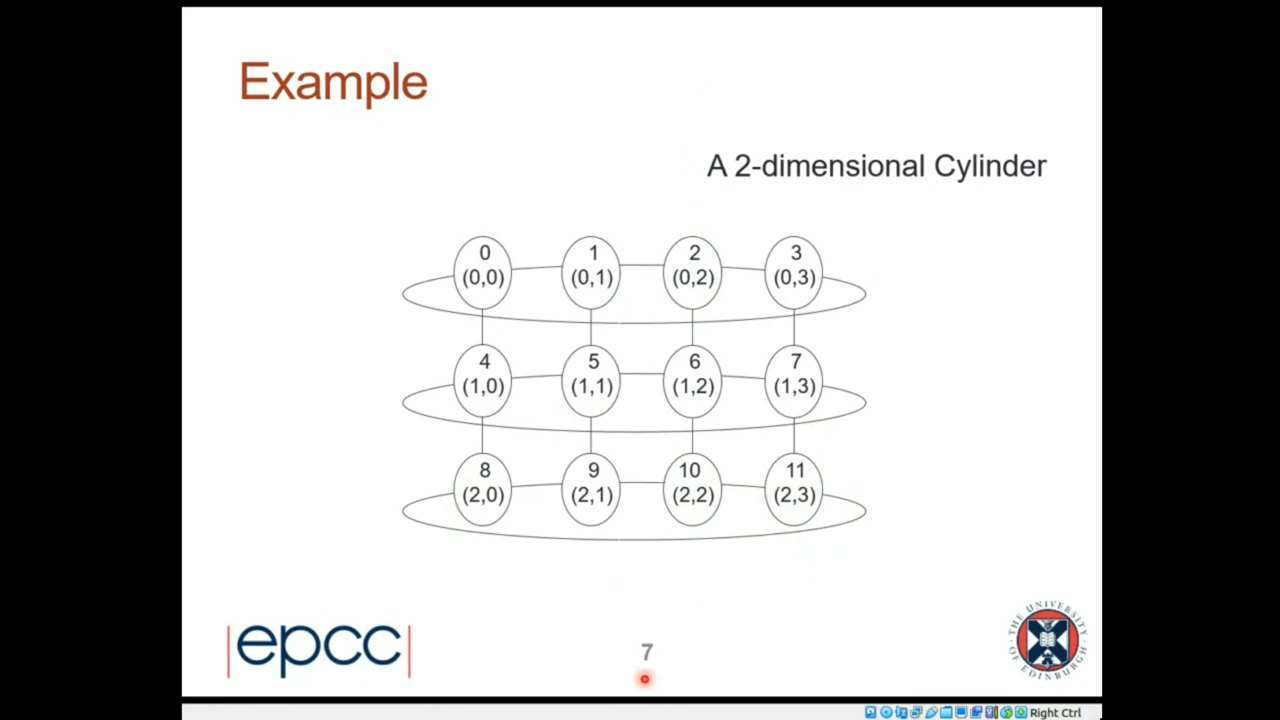 Example
A 2-dimensional Cylinder
0 1 2 3
(0,0) (0,1) (0,2) (0,3)
4 5 6 7
(1,0) (1,1) (1,2) (1,3)
8 9 10 11
(2,0) (2,1) (2,2) (2,3)
epcc
7
THE UNIVERSITY OF EDINBURGH
Right Ctrl